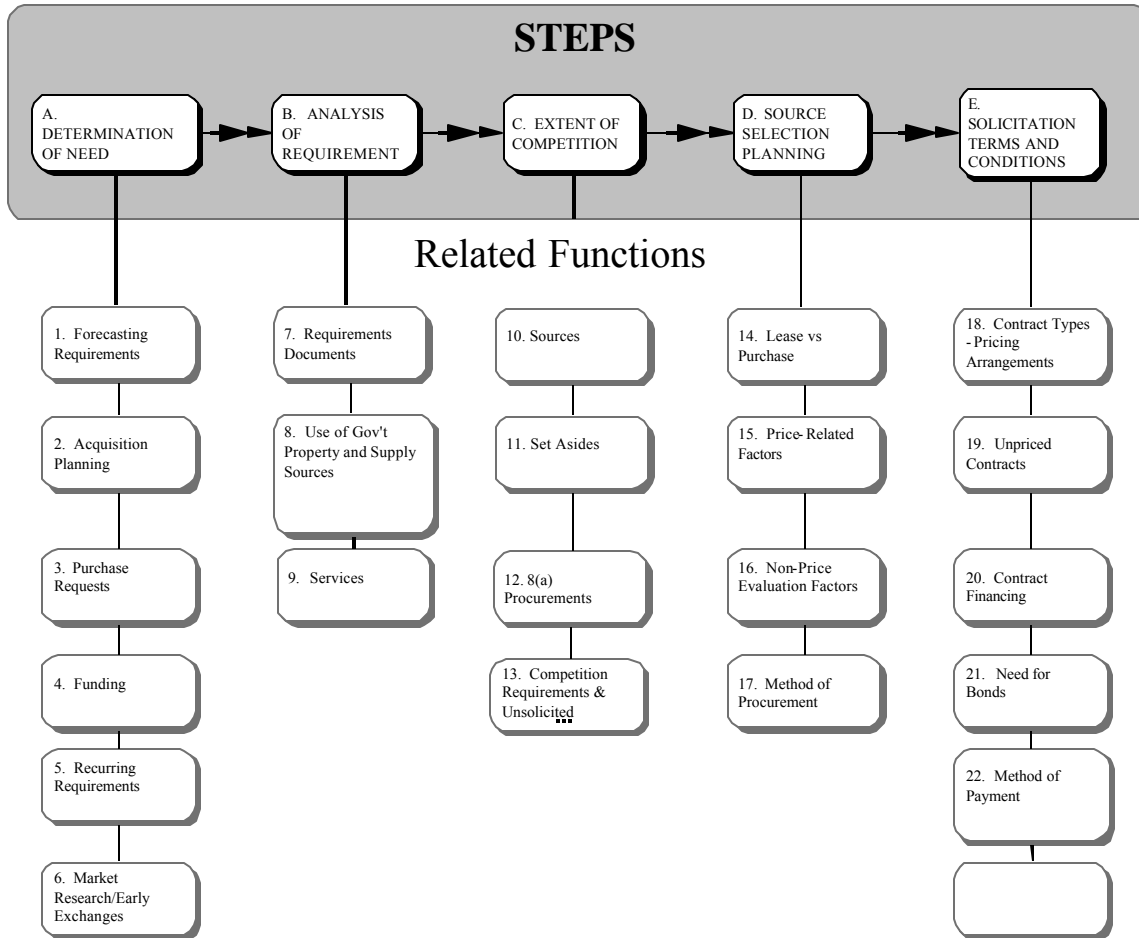 STEPS
A.
DETERMINATION
OF NEED
B. ANALYSIS
OF
REQUIREMENT
C. EXTENT OF
COMPETITION
D. SOURCE
SELECTION
PLANNING
E.
SOLICITATION
TERMS AND
CONDITIONS
Related Functions
1. Forecasting
Requirements
2. Acquisition
Planning
3. Purchase
Requests
4. Funding
5. Recurring
Requirements
6. Market
Research/Early
Exchanges
7. Requirements
Documents
8. Use of Gov't
Property and Supply
Sources
9. Services
10. Sources
11. Set Asides
12. 8(a)
Procurements
13. Competition
Requirements &
Unsolicited
...
14. Lease vs
Purchase
15. Price-Related
Factors
16. Non-Price
Evaluation Factors
17. Method of
Procurement
18. Contract Types
- Pricing
Arrangements
19. Unpriced
Contracts
20. Contract
Financing
21. Need for
Bonds
22. Method of
Payment